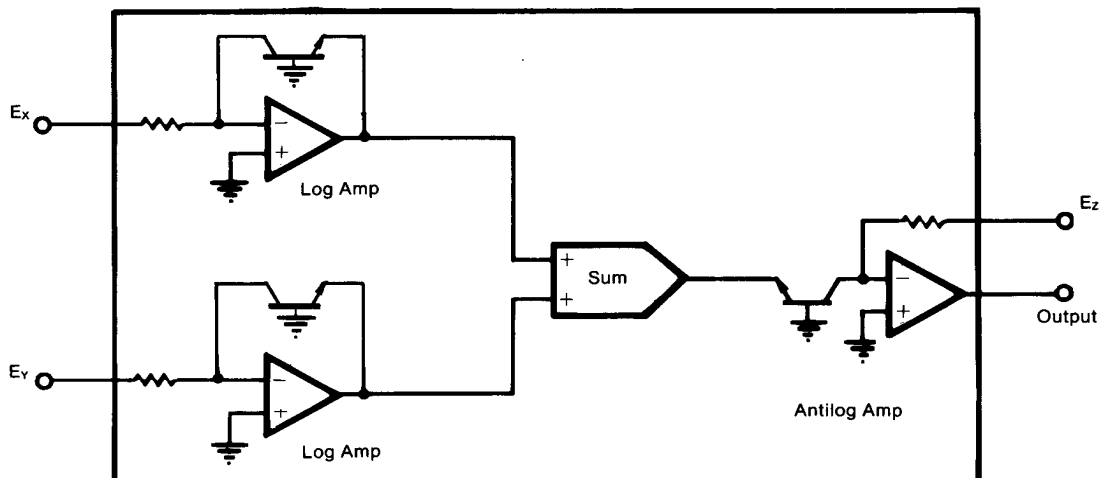 Ex
−
+
Log Amp
Ez
+
+
Sum
−
+
Output
Antilog Amp
EY
−
+
Log Amp